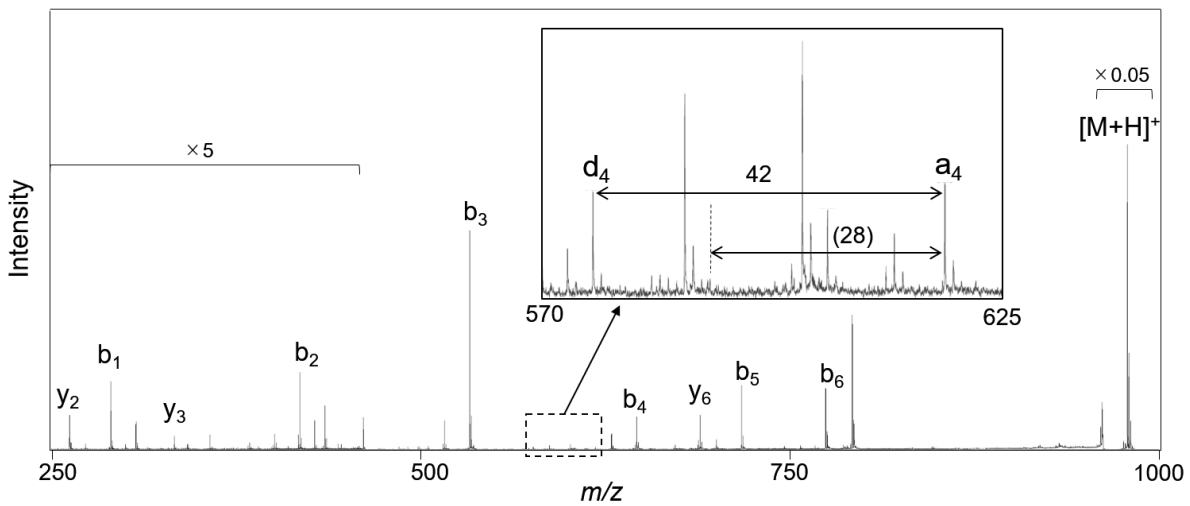 × 0.05
[M+H]+
× 5
d4
42
a4
(28)
570
625
b3
b1
b2
y2
y3
b4
y6
b5
b6
Intensity
250
500
750
1000
m/z